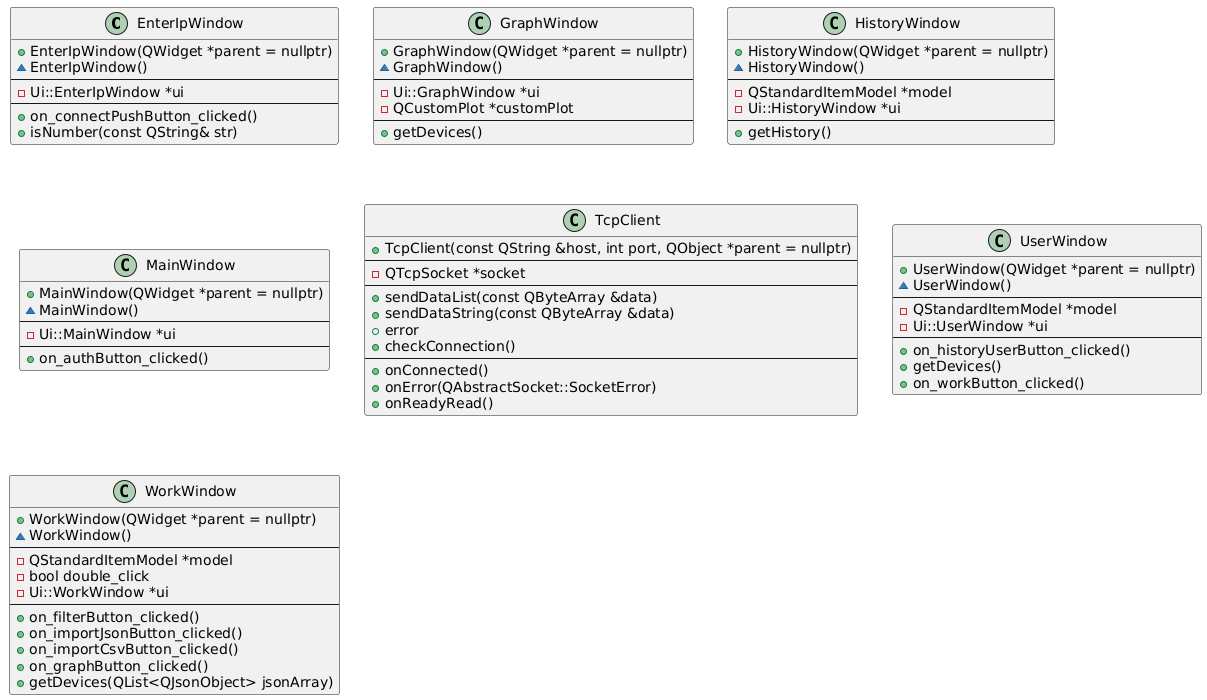 C EnterIpWindow
EnterIpWindow(QWidget *parent = nullptr)
EnterIpWindow()
Ui::EnterIpWindow *ui
on_connectPushButton_clicked()
isNumber(const QString& str)
C GraphWindow
GraphWindow(QWidget *parent = nullptr)
GraphWindow()
Ui::GraphWindow *ui
QCustomPlot *customPlot
getDevices()
C HistoryWindow
HistoryWindow(QWidget *parent = nullptr)
HistoryWindow()
QStandardItemModel *model
Ui::HistoryWindow *ui
getHistory()
C MainWindow
MainWindow(QWidget *parent = nullptr)
MainWindow()
Ui::MainWindow *ui
on_authButton_clicked()
C TcpClient
TcpClient(const QString &host, int port, QObject *parent = nullptr)
QTcpSocket *socket
sendDataList(const QByteArray &data)
sendDataString(const QByteArray &data)
error
checkConnection()
onConnected()
onError(QAbstractSocket::SocketError)
onReadyRead()
C UserWindow
UserWindow(QWidget *parent = nullptr)
UserWindow()
QStandardItemModel *model
Ui::UserWindow *ui
on_historyUserButton_clicked()
getDevices()
on_workButton_clicked()
C WorkWindow
WorkWindow(QWidget *parent = nullptr)
WorkWindow()
QStandardItemModel *model
bool double_click
Ui::WorkWindow *ui
on_filterButton_clicked()
on_importJsonButton_clicked()
on_importCsvButton_clicked()
on_graphButton_clicked()
getDevices(QList<QJsonObject> jsonArray)